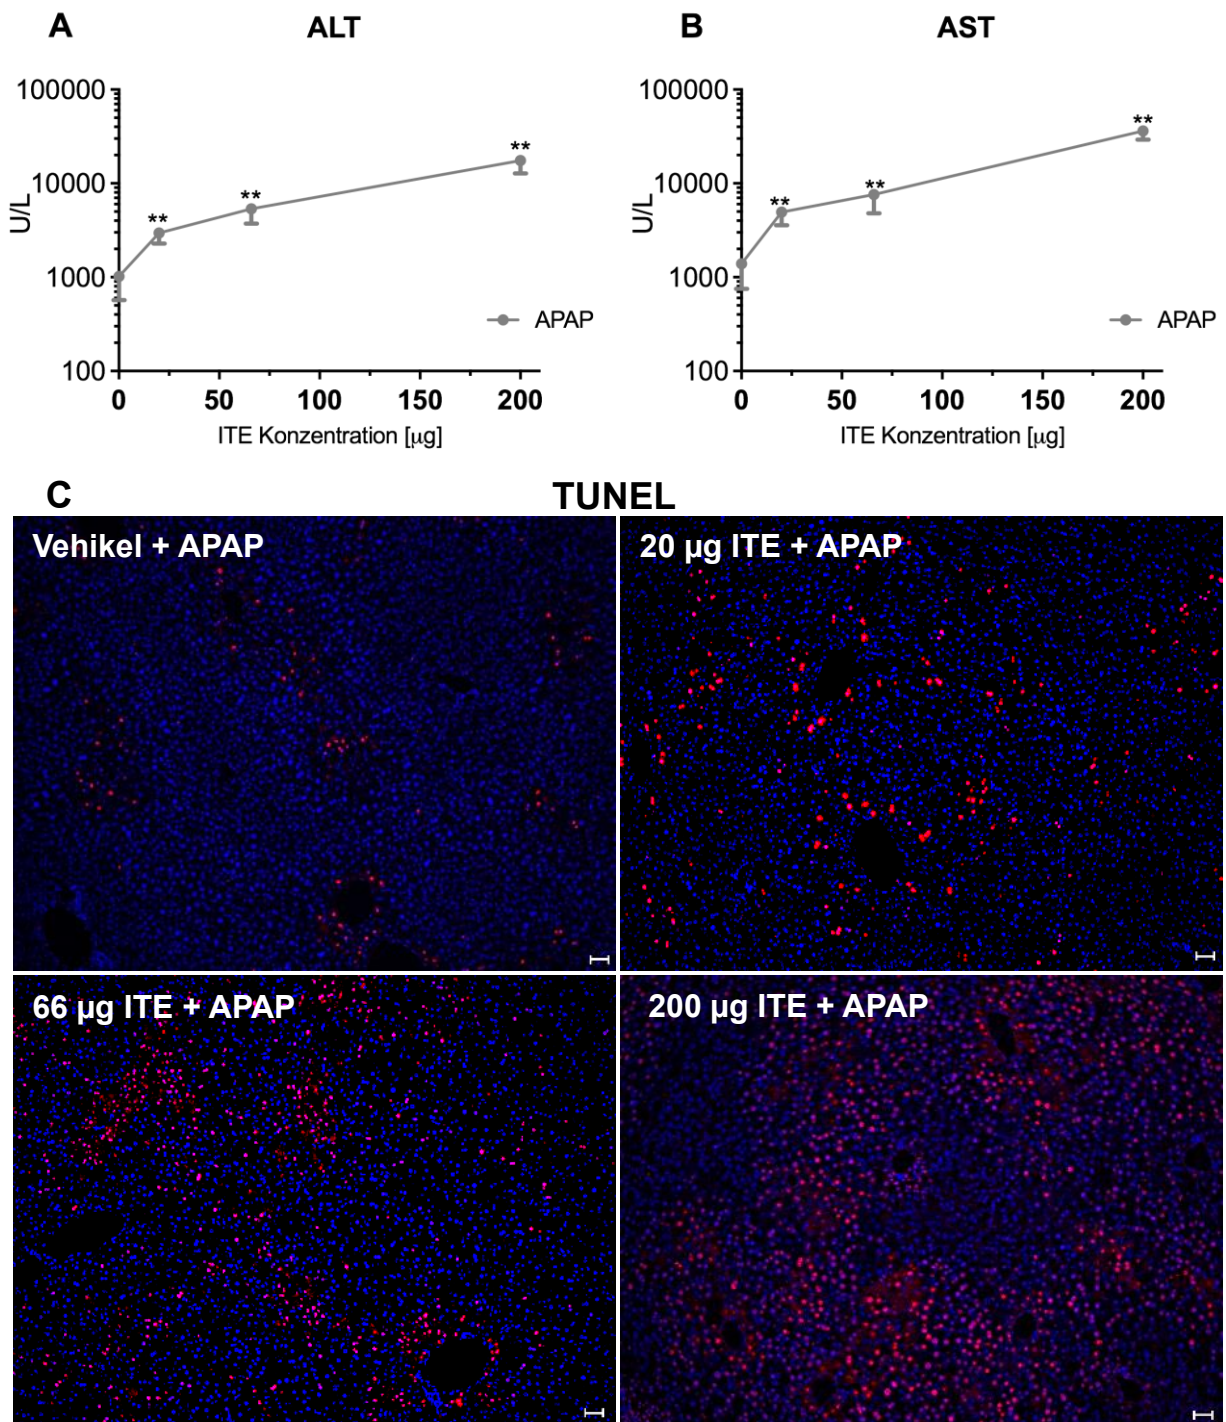 A ALT
100000
10000
1000
100
U/L
** ** **
APAP
0 50 100 150 200
ITE Konzentration [µg]
B AST
100000
10000
1000
100
U/L
** ** **
APAP
0 50 100 150 200
ITE Konzentration [µg]
C TUNEL
Vehikel + APAP
20 µg ITE + APAP
66 µg ITE + APAP
200 µg ITE + APAP